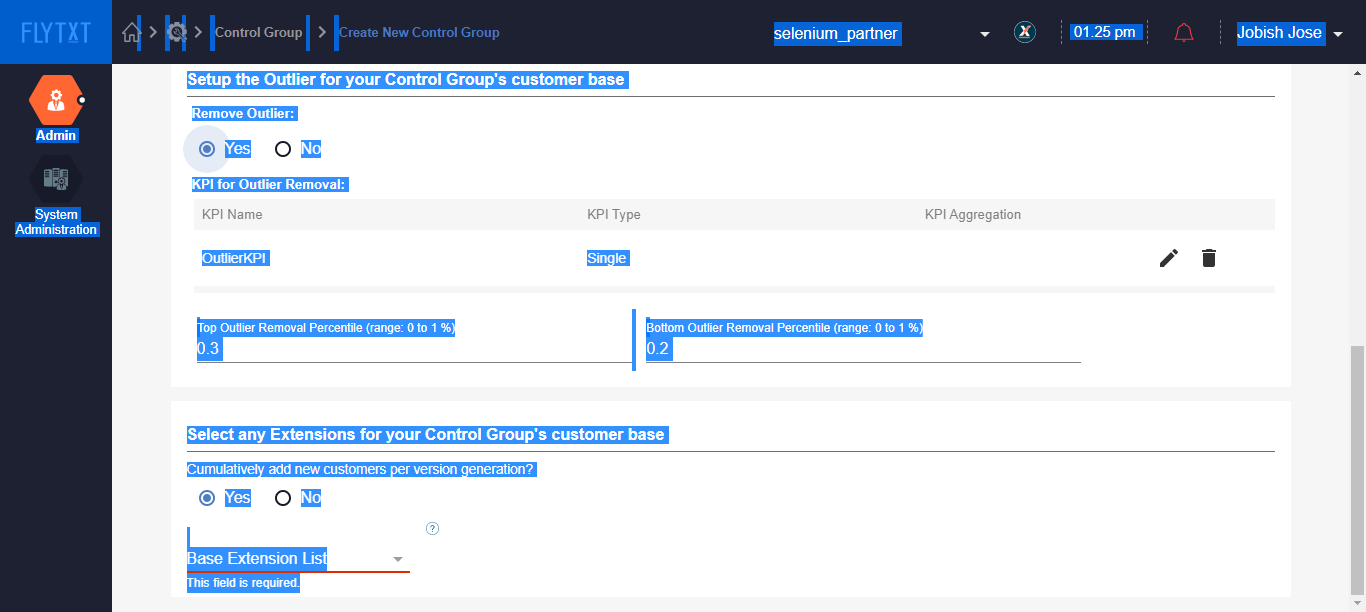 FLYTXT
Control Group
Create New Control Group
selenium_partner
01.25 pm
Jobish Jose
Admin
System
Administration
Setup the Outlier for your Control Group's customer base
Remove Outlier:
Yes No
KPI for Outlier Removal:
KPI Name KPI Type KPI Aggregation
OutlierKPI Single
Top Outlier Removal Percentile (range: 0 to 1 %) Bottom Outlier Removal Percentile (range: 0 to 1 %)
0.3 0.2
Select any Extensions for your Control Group's customer base
Cumulatively add new customers per version generation?
Yes No
?
Base Extension List
This field is required.